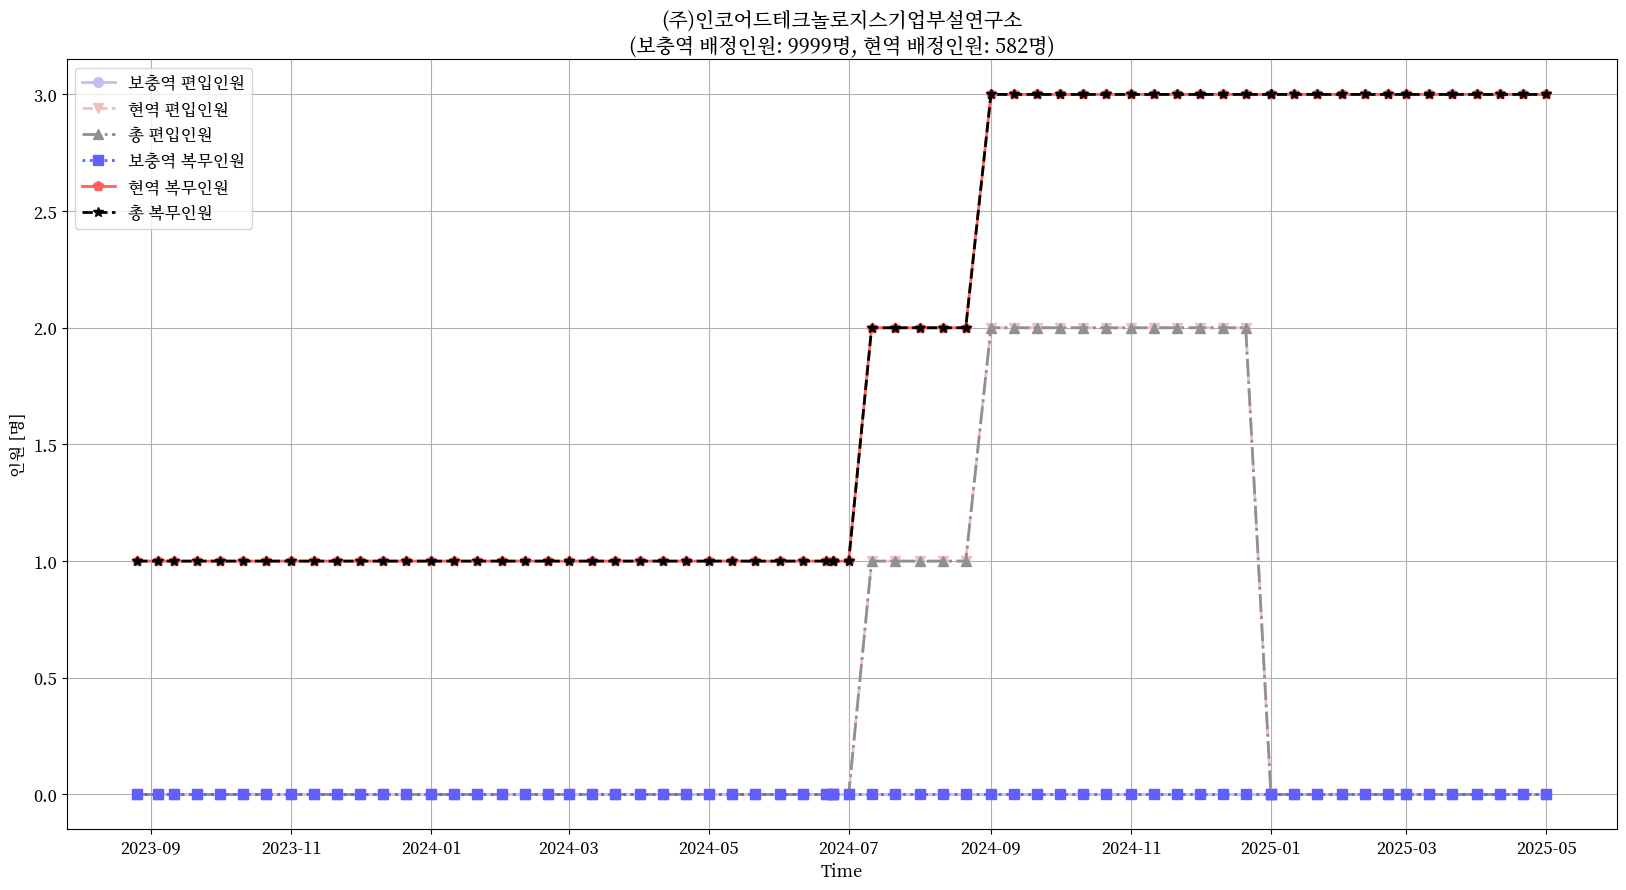 (주)인코어드테크놀로지스기업부설연구소
(보충역 배정인원: 9999명, 현역 배정인원: 582명)
보충역 편입인원
현역 편입인원
총 편입인원
보충역 복무인원
현역 복무인원
총 복무인원
3.0
2.5
2.0
1.5
1.0
0.5
0.0
인원 [명]
2023-09 2023-11 2024-01 2024-03 2024-05 2024-07 2024-09 2024-11 2025-01 2025-03 2025-05
Time